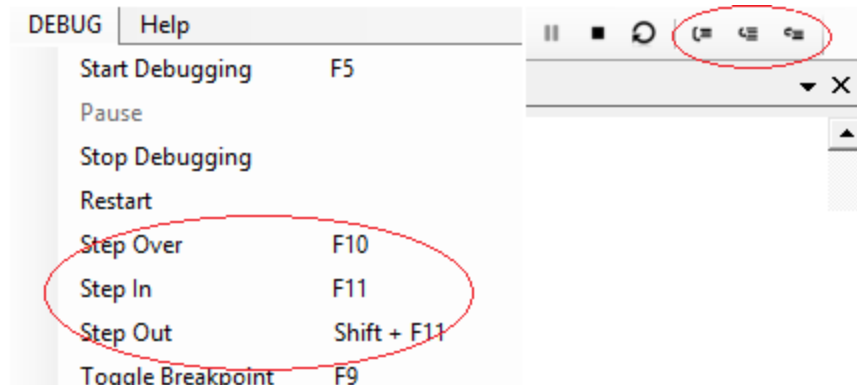 DEBUG Help
Start Debugging F5
Pause
Stop Debugging
Restart
Step Over F10
Step In F11
Step Out Shift + F11
Toggle Breakpoint F9